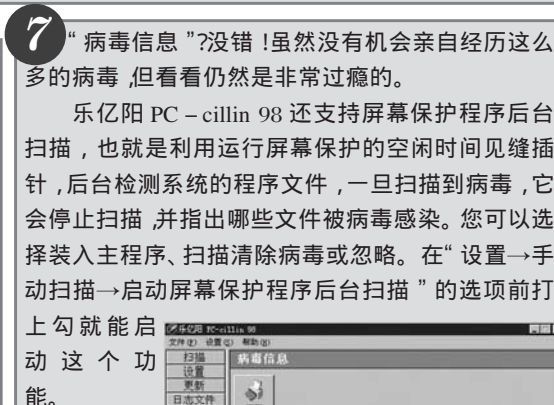 7
“病毒信息”?没错!虽然没有机会亲自经历这么
多的病毒,但看看仍然是非常过瘾的。
乐亿阳 PC－cillin 98 还支持屏幕保护程序后台
扫描，也就是利用运行屏幕保护的空闲时间见缝插
针,后台检测系统的程序文件,一旦扫描到病毒,它
会停止扫描,并指出哪些文件被病毒感染。您可以选
择装入主程序、扫描清除病毒或忽略。在“设置→手
动扫描→启动屏幕保护程序后台扫描”的选项前打
上勾就能启
动这个功
能。
乐亿阳 PC-cillin 98
文件(F) 设置(S) 帮助(H)
扫描
病毒信息
设置
更新
日志文件